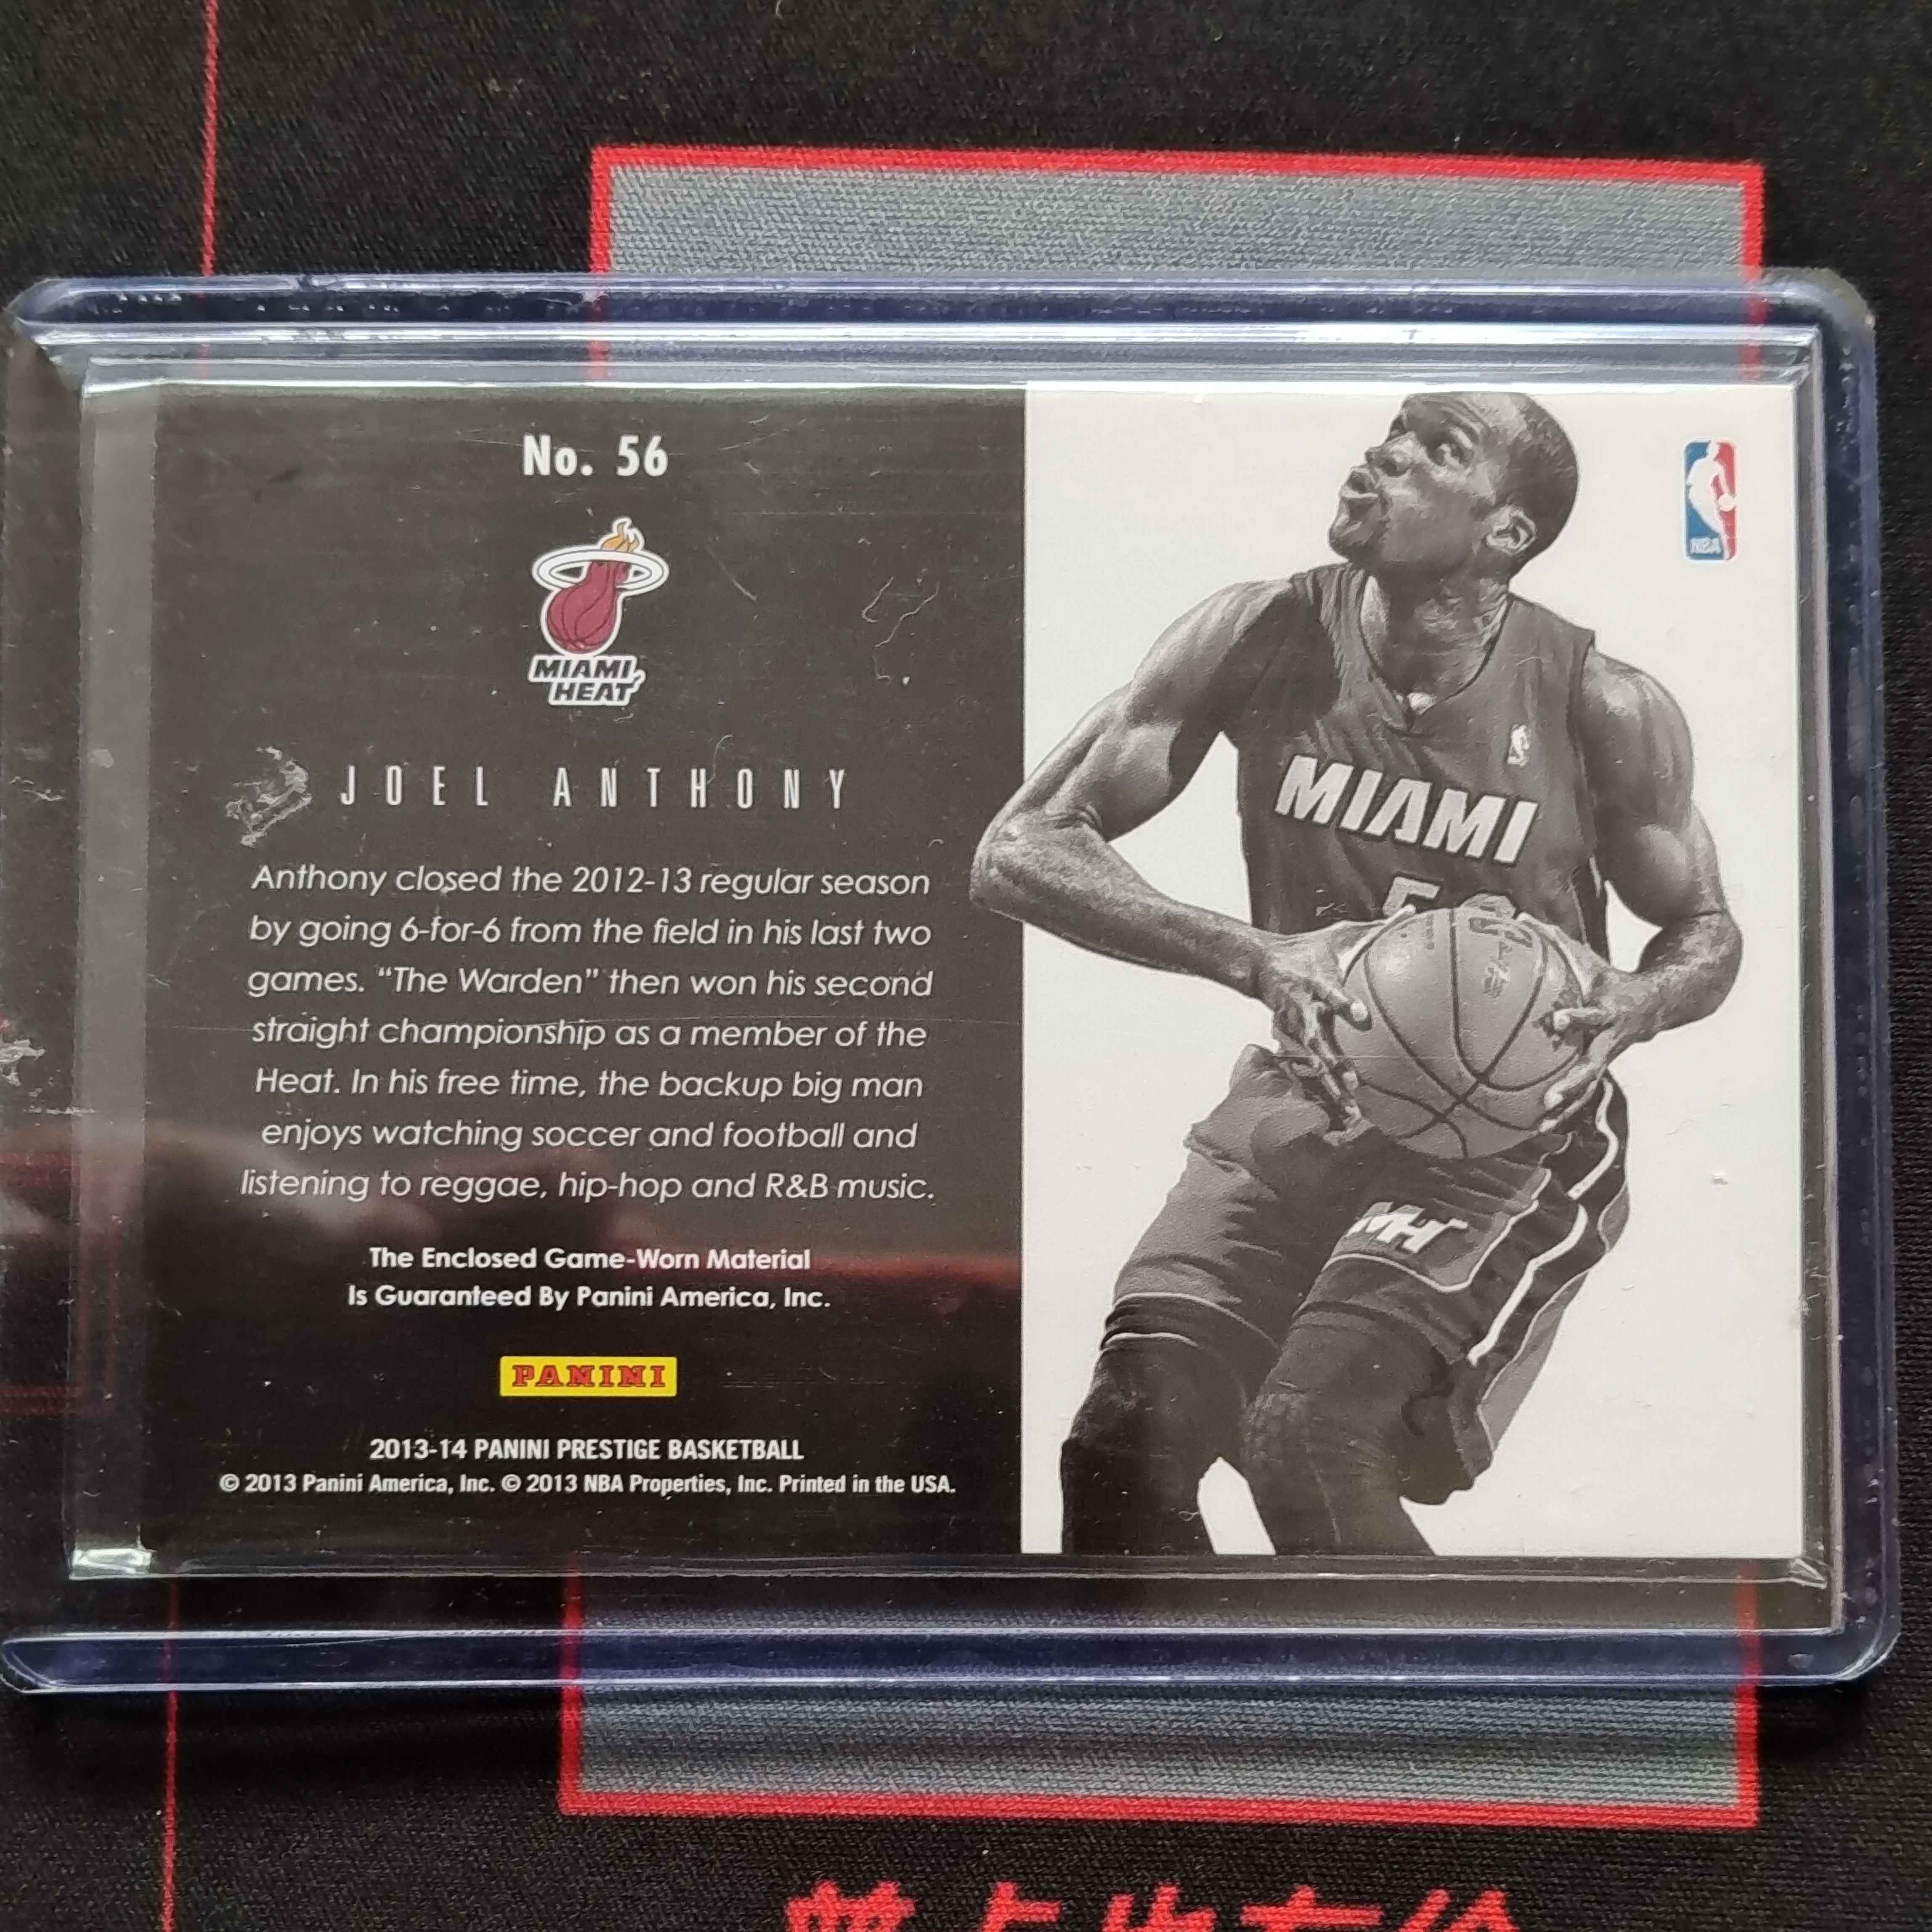 No. 56
MIAMI
HEAT
JOEL ANTHONY
Anthony closed the 2012-13 regular season
by going 6-for-6 from the field in his last two
games. “The Warden” then won his second
straight championship as a member of the
Heat. In his free time, the backup big man
enjoys watching soccer and football and
listening to reggae, hip-hop and R&B music.
The Enclosed Game-Worn Material
Is Guaranteed By Panini America, Inc.
PANINI
2013-14 PANINI PRESTIGE BASKETBALL
© 2013 Panini America, Inc. © 2013 NBA Properties, Inc. Printed in the USA.
NBA
MIAMI
MH